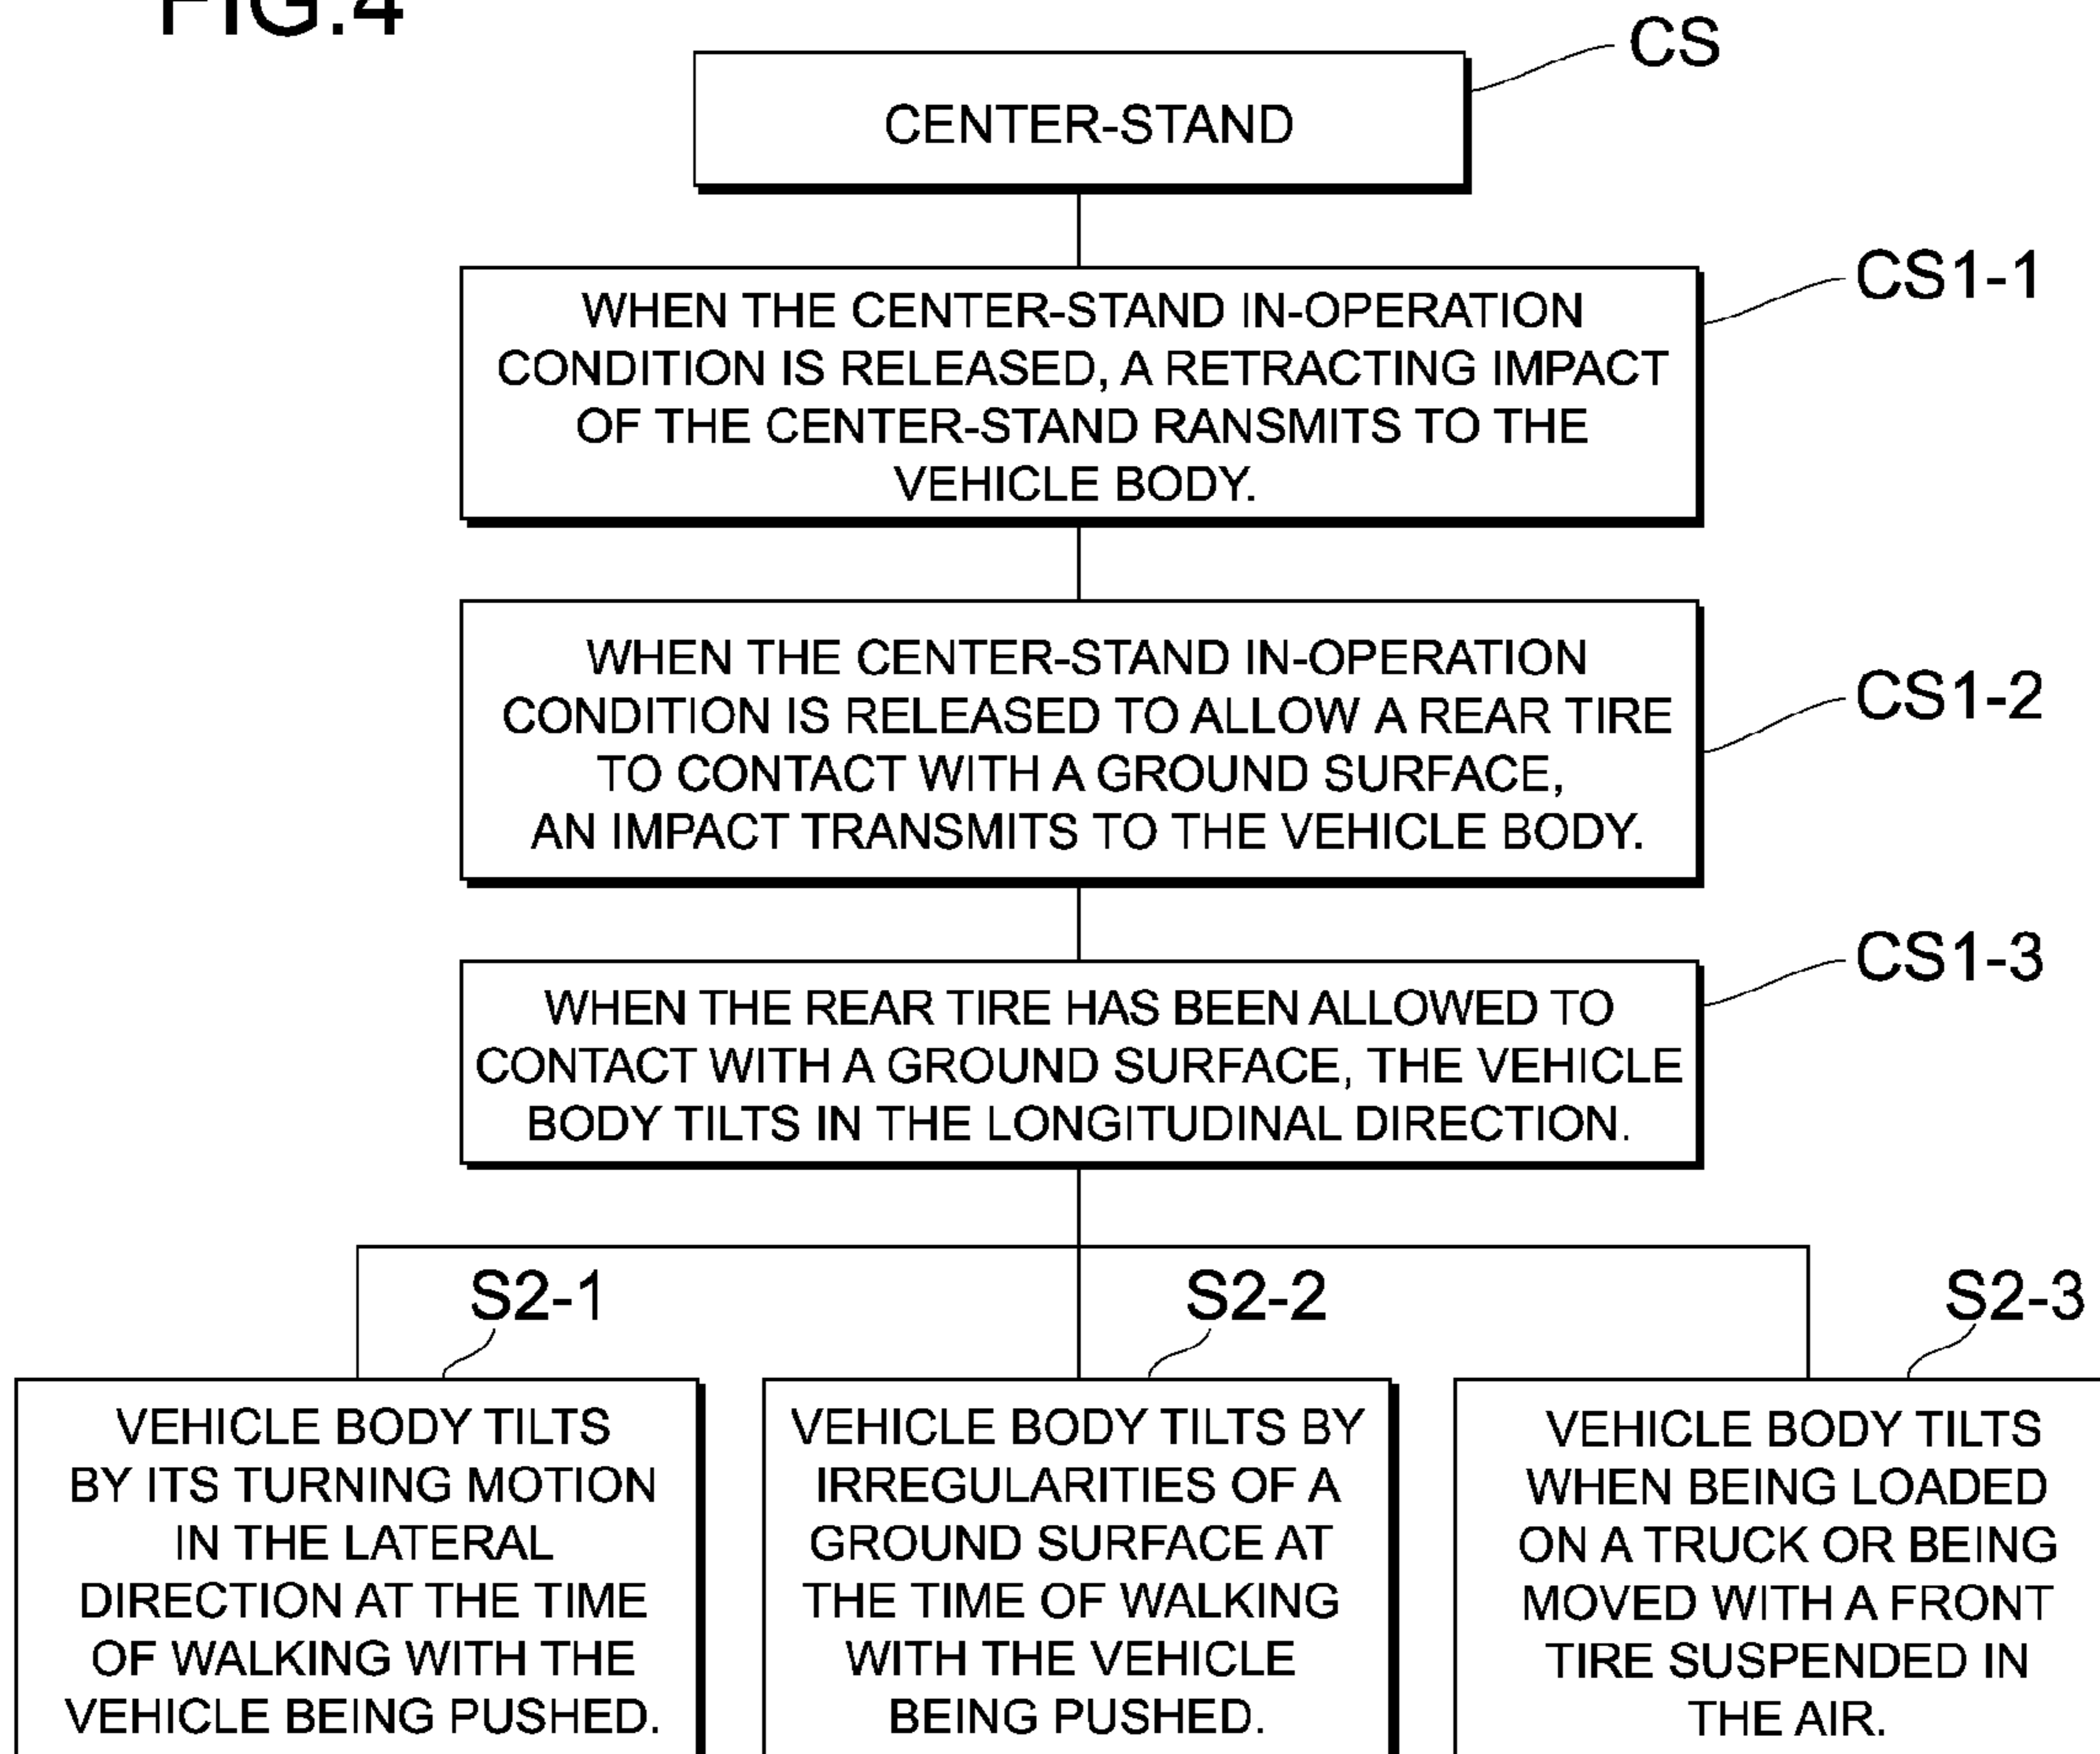 FIG.4
CS
CENTER-STAND
CS1-1
WHEN THE CENTER-STAND IN-OPERATION
CONDITION IS RELEASED, A RETRACTING IMPACT
OF THE CENTER-STAND RANSMITS TO THE
VEHICLE BODY.
CS1-2
WHEN THE CENTER-STAND IN-OPERATION
CONDITION IS RELEASED TO ALLOW A REAR TIRE
TO CONTACT WITH A GROUND SURFACE,
AN IMPACT TRANSMITS TO THE VEHICLE BODY.
CS1-3
WHEN THE REAR TIRE HAS BEEN ALLOWED TO
CONTACT WITH A GROUND SURFACE, THE VEHICLE
BODY TILTS IN THE LONGITUDINAL DIRECTION.
S2-1
VEHICLE BODY TILTS
BY ITS TURNING MOTION
IN THE LATERAL
DIRECTION AT THE TIME
OF WALKING WITH THE
VEHICLE BEING PUSHED.
S2-2
VEHICLE BODY TILTS BY
IRREGULARITIES OF A
GROUND SURFACE AT
THE TIME OF WALKING
WITH THE VEHICLE
BEING PUSHED.
S2-3
VEHICLE BODY TILTS
WHEN BEING LOADED
ON A TRUCK OR BEING
MOVED WITH A FRONT
TIRE SUSPENDED IN
THE AIR.